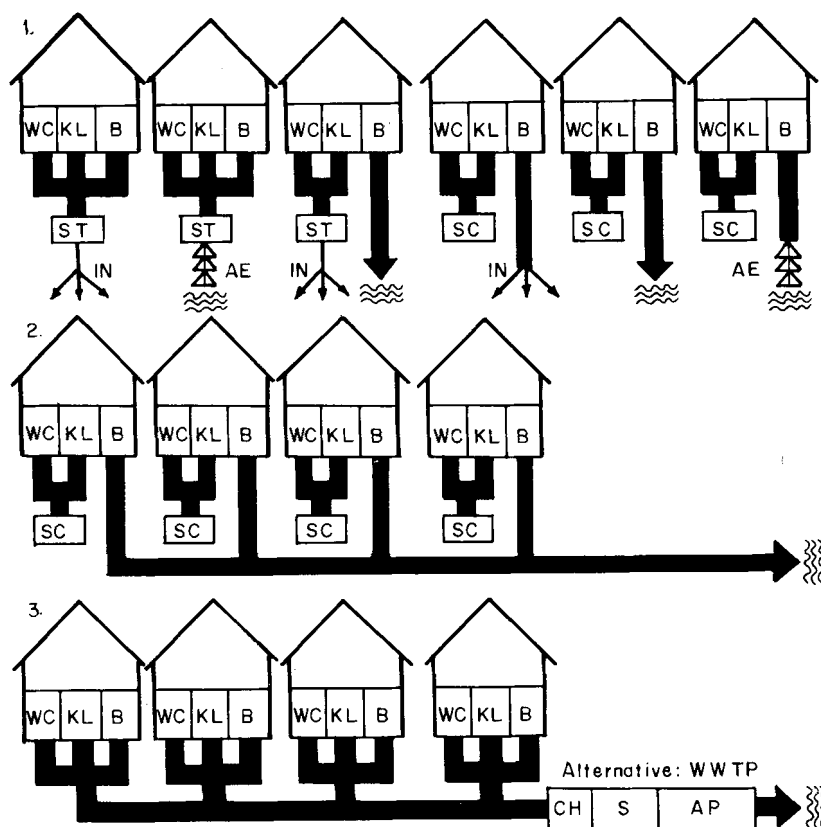 1.
WC KL B WC KL B WC KL B WC KL B WC KL B WC KL B
ST ST ST SC SC SC
IN AE IN IN AE
2.
WC KL B WC KL B WC KL B WC KL B
SC SC SC SC
3.
WC KL B WC KL B WC KL B WC KL B
Alternative: WWTP
CH S AP